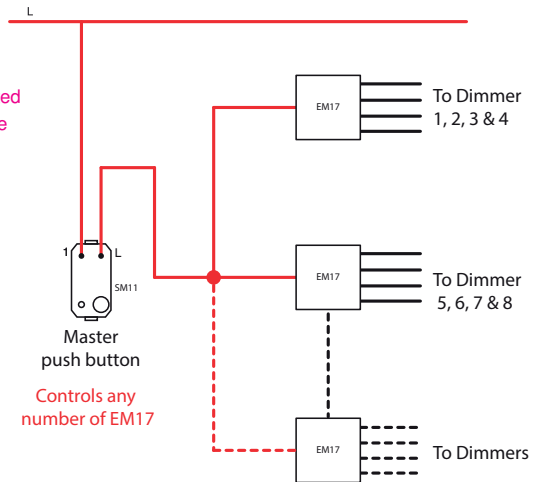 L
ed
e
EM17
To Dimmer
1, 2, 3 & 4
1
L
SM11
Master
push button
Controls any
number of EM17
EM17
To Dimmer
5, 6, 7 & 8
EM17
To Dimmers